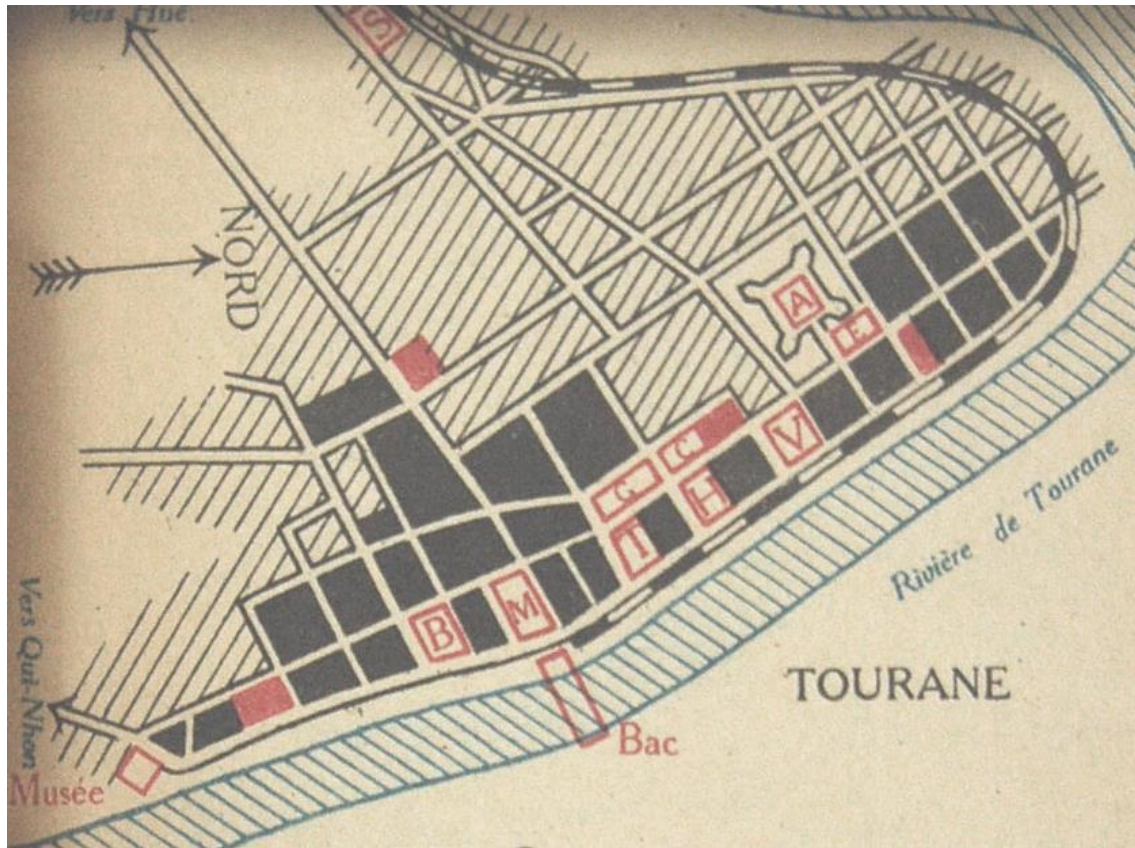 Vers Hué.
S
NORD
A
E
V
C
G
H
T
M
B
Rivière de Tourane
Vers Qui-Nhon
TOURANE
Bac
Musée